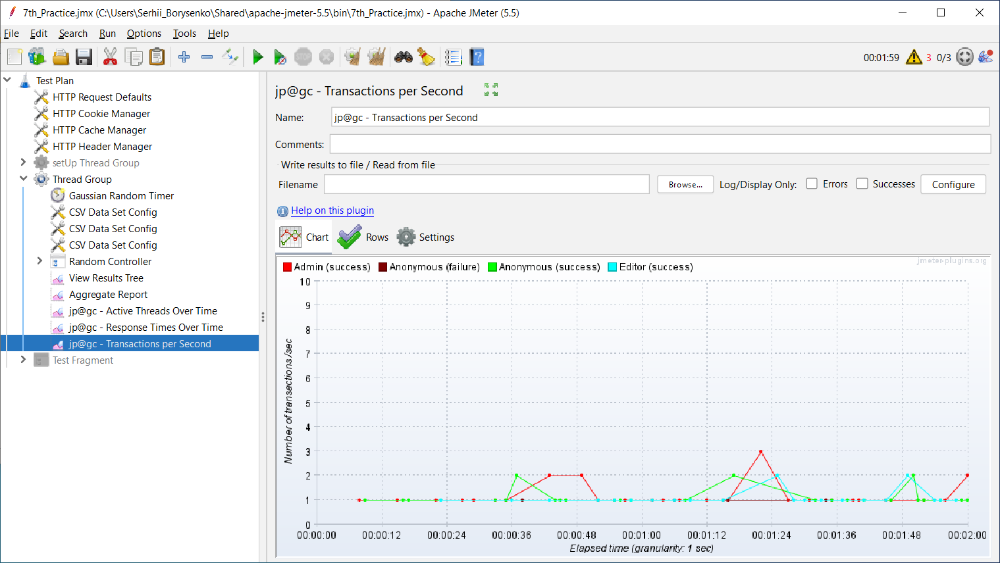 7th_Practice.jmx (C:\Users\Serhii_Borysenko\Shared\apache-jmeter-5.5\bin\7th_Practice.jmx) - Apache JMeter (5.5)
File Edit Search Run Options Tools Help
STOP 00:01:59 3 0/3
Test Plan
HTTP Request Defaults
HTTP Cookie Manager
HTTP Cache Manager
HTTP Header Manager
setUp Thread Group
Thread Group
Gaussian Random Timer
CSV Data Set Config
CSV Data Set Config
CSV Data Set Config
Random Controller
View Results Tree
Aggregate Report
jp@gc - Active Threads Over Time
jp@gc - Response Times Over Time
jp@gc - Transactions per Second
Test Fragment
jp@gc - Transactions per Second
Name: jp@gc - Transactions per Second
Comments:
Write results to file / Read from file
Filename Browse... Log/Display Only: Errors Successes Configure
Help on this plugin
Chart Rows Settings
Admin (success) Anonymous (failure) Anonymous (success) Editor (success)
jmeter-plugins.org
10
9
8
7
6
5
4
3
2
1
0
Number of transactions /sec
00:00:00 00:00:12 00:00:24 00:00:36 00:00:48 00:01:00 00:01:12 00:01:24 00:01:36 00:01:48 00:02:00
Elapsed time (granularity: 1 sec)